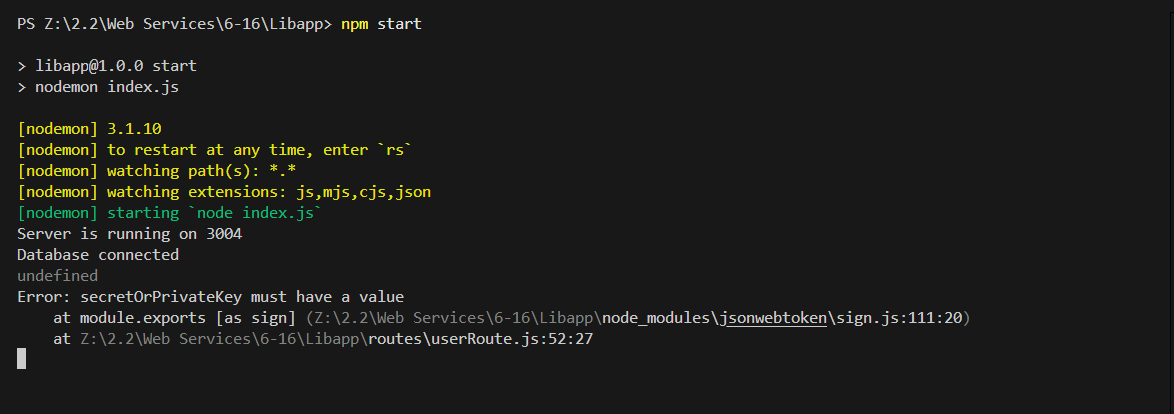 PS Z:\2.2\Web Services\6-16\Libapp> npm start
> libapp@1.0.0 start
> nodemon index.js
[nodemon] 3.1.10
[nodemon] to restart at any time, enter `rs`
[nodemon] watching path(s): *.*
[nodemon] watching extensions: js,mjs,cjs,json
[nodemon] starting `node index.js`
Server is running on 3004
Database connected
undefined
Error: secretOrPrivateKey must have a value
    at module.exports [as sign] (Z:\2.2\Web Services\6-16\Libapp\node_modules\jsonwebtoken\sign.js:111:20)
    at Z:\2.2\Web Services\6-16\Libapp\routes\userRoute.js:52:27